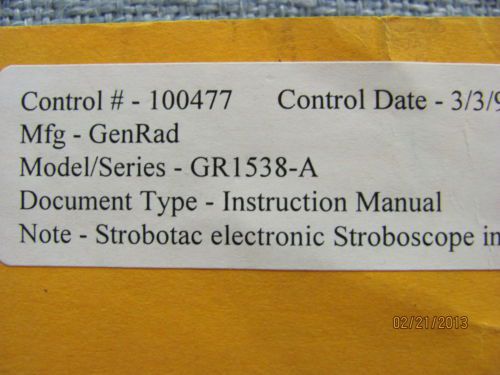 Control # - 100477 Control Date - 3/3/9
Mfg - GenRad
Model/Series - GR1538-A
Document Type - Instruction Manual
Note - Strobotac electronic Stroboscope in
02/21/2013